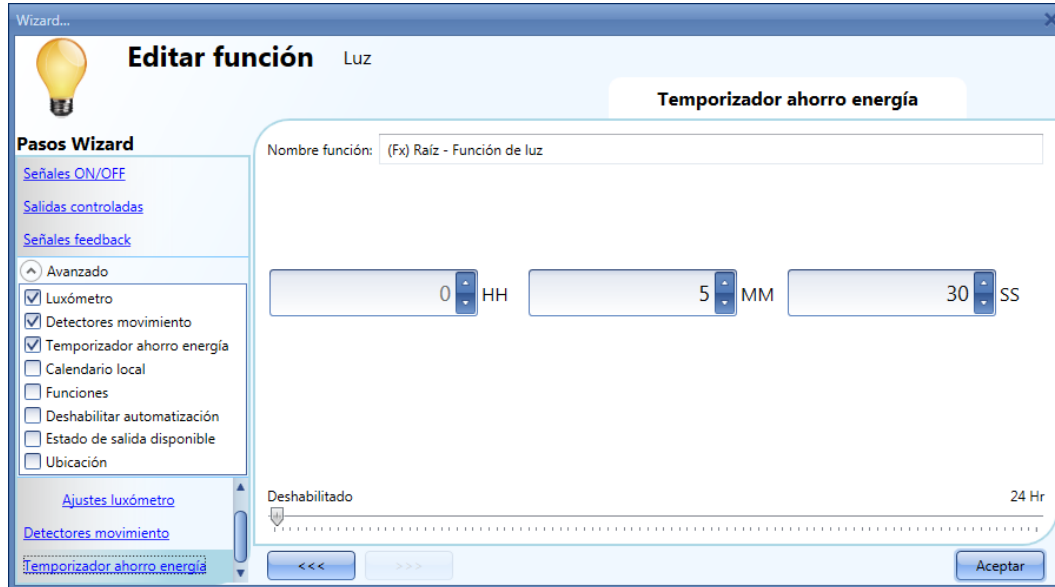 Wizard...
Editar función Luz
Temporizador ahorro energía
Pasos Wizard
Señales ON/OFF
Salidas controladas
Señales feedback
Avanzado
Luxómetro
Detectores movimiento
Temporizador ahorro energía
Calendario local
Funciones
Deshabilitar automatización
Estado de salida disponible
Ubicación
Ajustes luxómetro
Detectores movimiento
Temporizador ahorro energía
Nombre función: (Fx) Raíz - Función de luz
0 HH 5 MM 30 SS
Deshabilitado 24 Hr
<<< >>> Aceptar